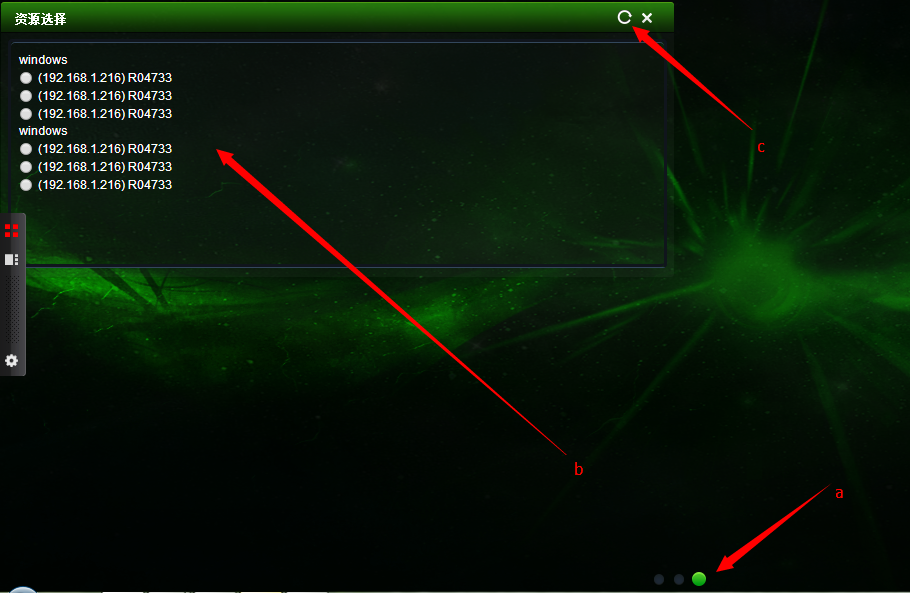 资源选择
windows
(192.168.1.216) R04733
(192.168.1.216) R04733
(192.168.1.216) R04733
windows
(192.168.1.216) R04733
(192.168.1.216) R04733
(192.168.1.216) R04733
c
b
a